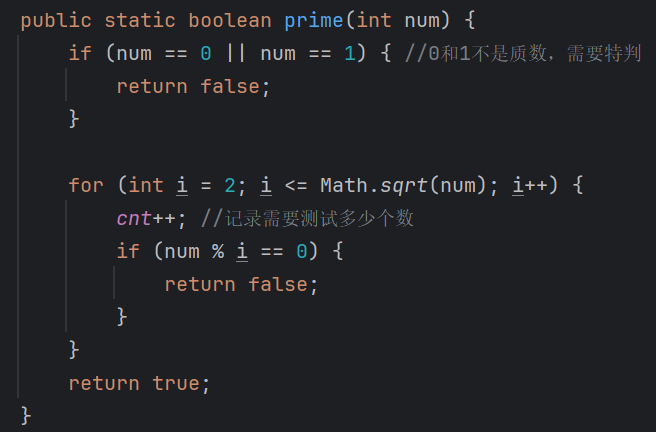 public static boolean prime(int num) {
    if (num == 0 || num == 1) { //0和1不是质数，需要特判
        return false;
    }

    for (int i = 2; i <= Math.sqrt(num); i++) {
        cnt++; //记录需要测试多少个数
        if (num % i == 0) {
            return false;
        }
    }
    return true;
}